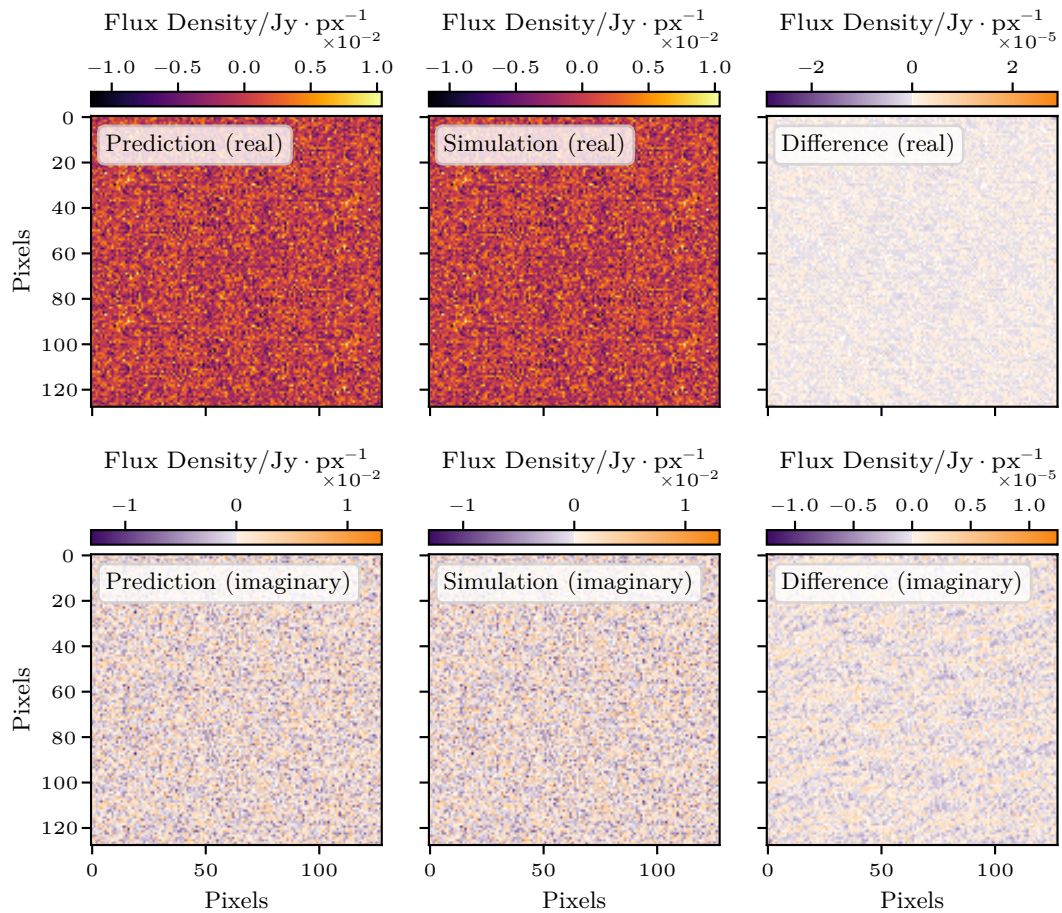 Flux Density/Jy · px⁻¹ Flux Density/Jy · px⁻¹ Flux Density/Jy · px⁻¹
×10⁻² ×10⁻² ×10⁻⁵
−1.0 −0.5 0.0 0.5 1.0 −1.0 −0.5 0.0 0.5 1.0 −2 0 2
Prediction (real) Simulation (real) Difference (real)
0
20
40
60
80
100
120
Pixels
Flux Density/Jy · px⁻¹ Flux Density/Jy · px⁻¹ Flux Density/Jy · px⁻¹
×10⁻² ×10⁻² ×10⁻⁵
−1 0 1 −1 0 1 −1.0 −0.5 0.0 0.5 1.0
Prediction (imaginary) Simulation (imaginary) Difference (imaginary)
0
20
40
60
80
100
120
Pixels
0 50 100 0 50 100 0 50 100
Pixels Pixels Pixels